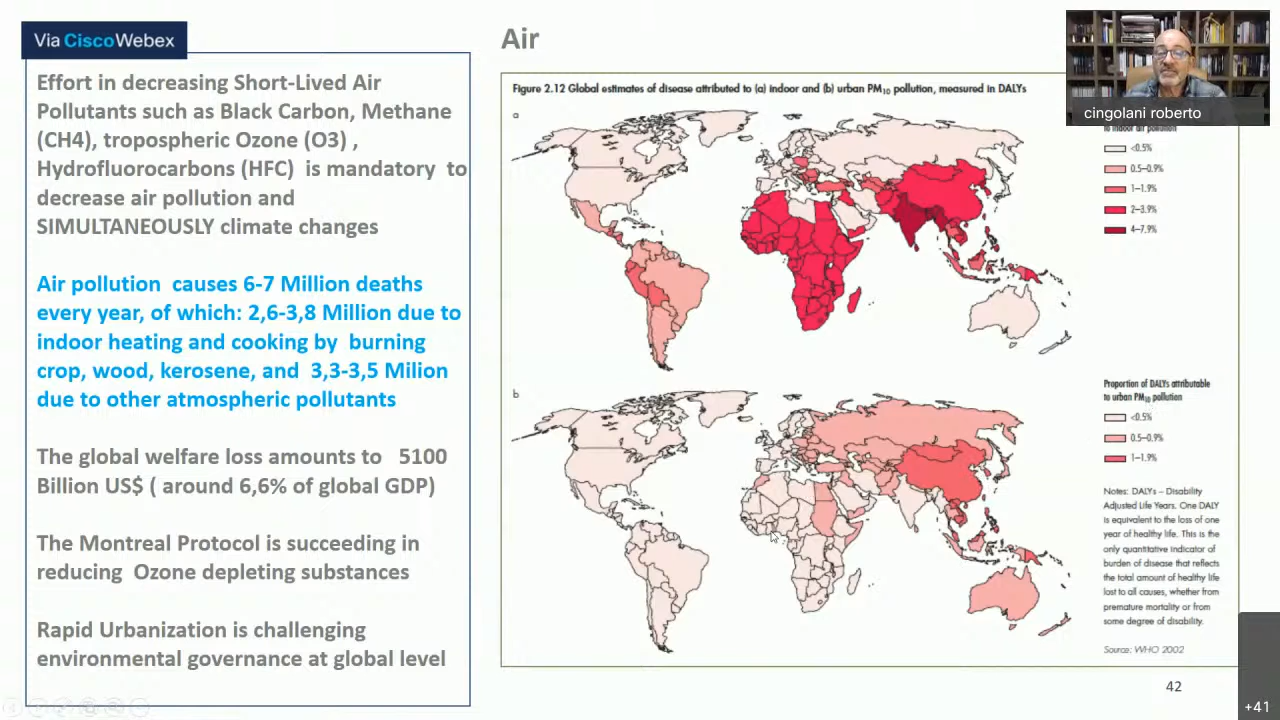 Via CiscoWebex
Air
Effort in decreasing Short-Lived Air
Pollutants such as Black Carbon, Methane
(CH4), tropospheric Ozone (O3) ,
Hydrofluorocarbons (HFC) is mandatory to
decrease air pollution and
SIMULTANEOUSLY climate changes
Air pollution causes 6-7 Million deaths
every year, of which: 2,6-3,8 Million due to
indoor heating and cooking by burning
crop, wood, kerosene, and 3,3-3,5 Milion
due to other atmospheric pollutants
The global welfare loss amounts to 5100
Billion US$ ( around 6,6% of global GDP)
The Montreal Protocol is succeeding in
reducing Ozone depleting substances
Rapid Urbanization is challenging
environmental governance at global level
Figure 2.12 Global estimates of disease attributed to (a) indoor and (b) urban PM10 pollution, measured in DALYs
a
cingolani roberto
to indoor air pollution
<0.5%
0.5–0.9%
1–1.9%
2–3.9%
4–7.9%
b
Proportion of DALYs attributable
to urban PM10 pollution
<0.5%
0.5–0.9%
1–1.9%
Notes: DALYs – Disability
Adjusted Life Years. One DALY
is equivalent to the loss of one
year of healthy life. This is the
only quantitative indicator of
burden of disease that reflects
the total amount of healthy life
lost to all causes, whether from
premature mortality or from
some degree of disability.
Source: WHO 2002
42
+41